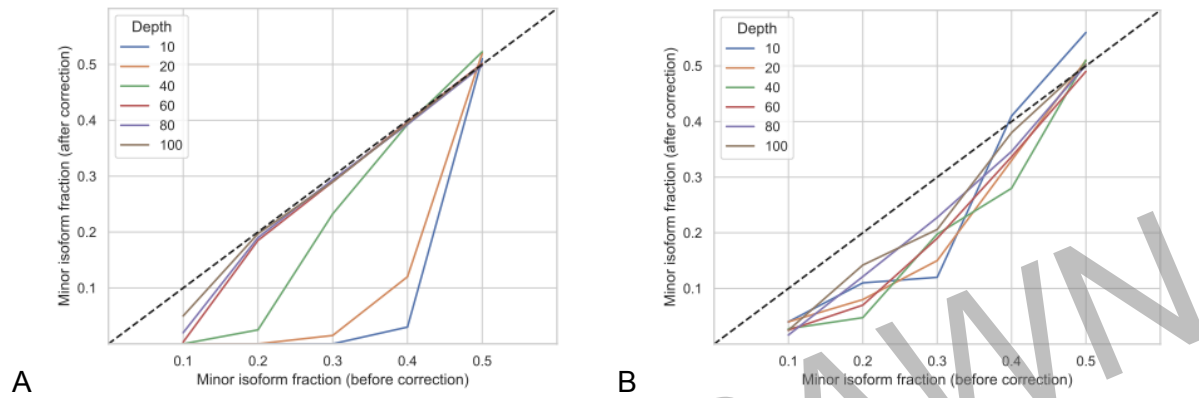 Depth
10
20
40
60
80
100
0.5
0.4
0.3
0.2
0.1
Minor isoform fraction (after correction)
0.1 0.2 0.3 0.4 0.5
Minor isoform fraction (before correction)
A
Depth
10
20
40
60
80
100
0.5
0.4
0.3
0.2
0.1
Minor isoform fraction (after correction)
0.1 0.2 0.3 0.4 0.5
Minor isoform fraction (before correction)
B
AWN